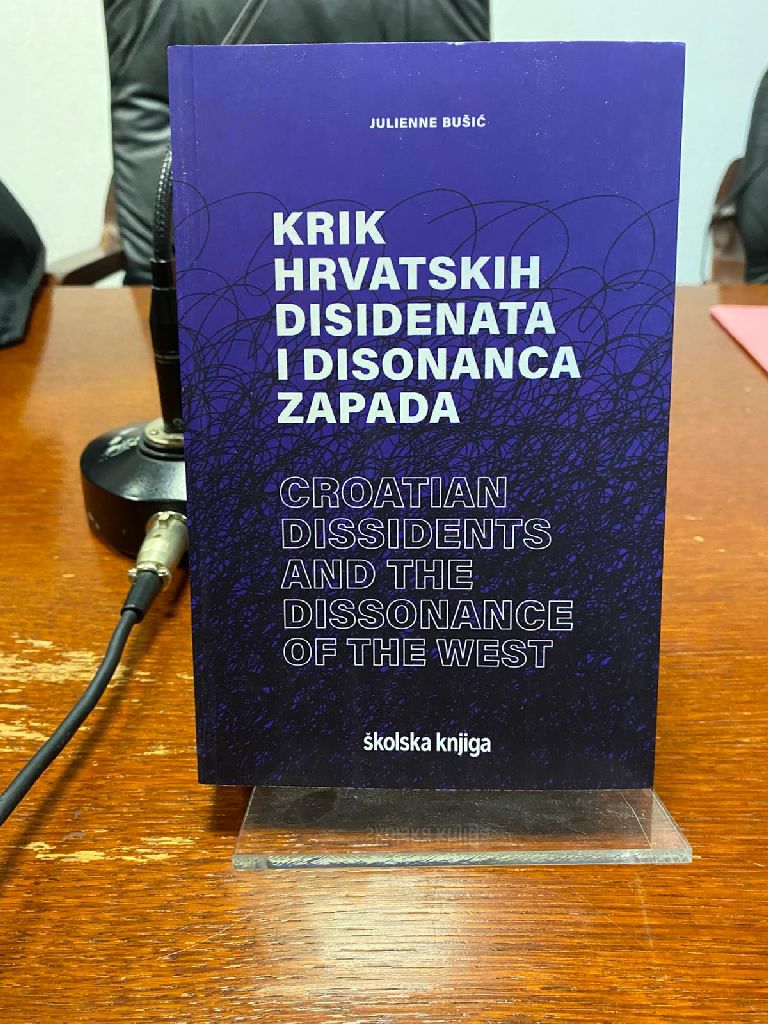 JULIENNE BUŠIĆ
KRIK
HRVATSKIH
DISIDENATA
I DISONANCA
ZAPADA
CROATIAN
DISSIDENTS
AND THE
DISSONANCE
OF THE WEST
školska knjiga